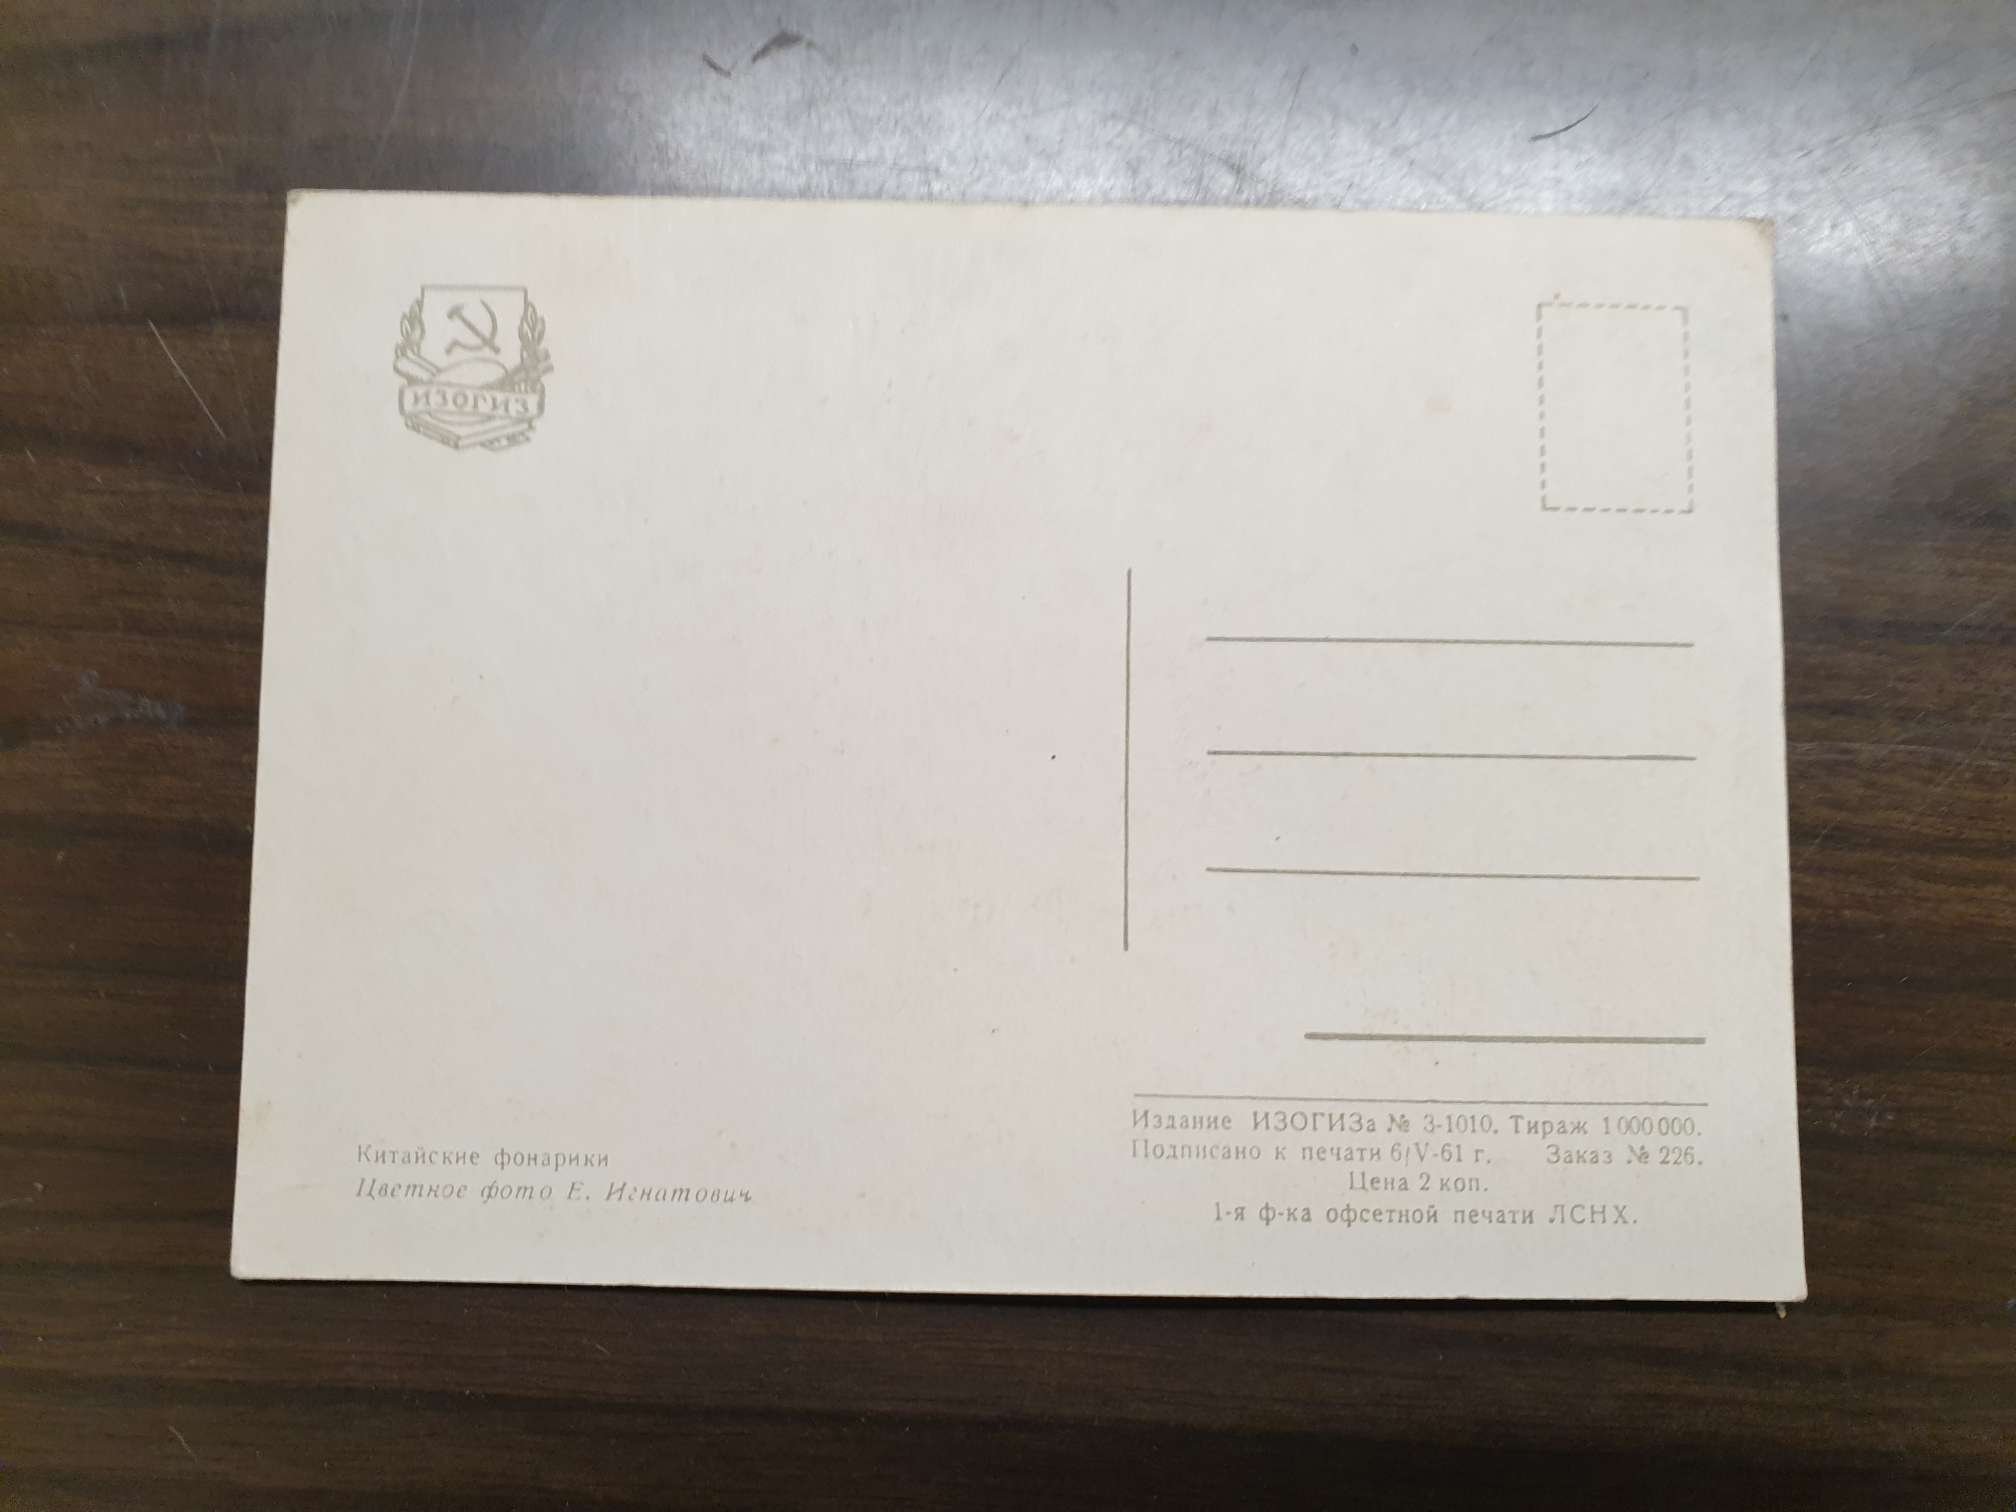 ИЗОГИЗ
Китайские фонарики
Цветное фото Е. Игнатович
Издание ИЗОГИЗа № 3-1010. Тираж 1 000 000.
Подписано к печати 6/V-61 г. Заказ № 226.
Цена 2 коп.
1-я ф-ка офсетной печати ЛСНХ.